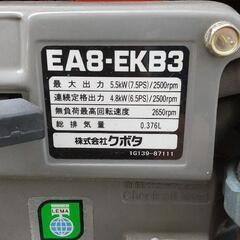 EA8-EKB3
最大出力 5.5kW(7.5PS)/2500rpm
連続定格出力 4.8kW(6.5PS)/2500rpm
無負荷最高回転速度 2650rpm
総排気量 0.376L
株式会社クボタ
1G139-87111
LEMA